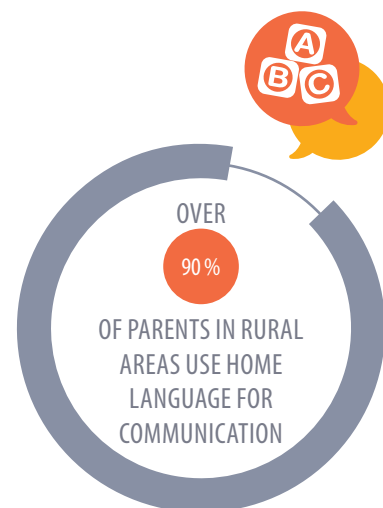 A
B C
OVER
90 %
OF PARENTS IN RURAL
AREAS USE HOME
LANGUAGE FOR
COMMUNICATION